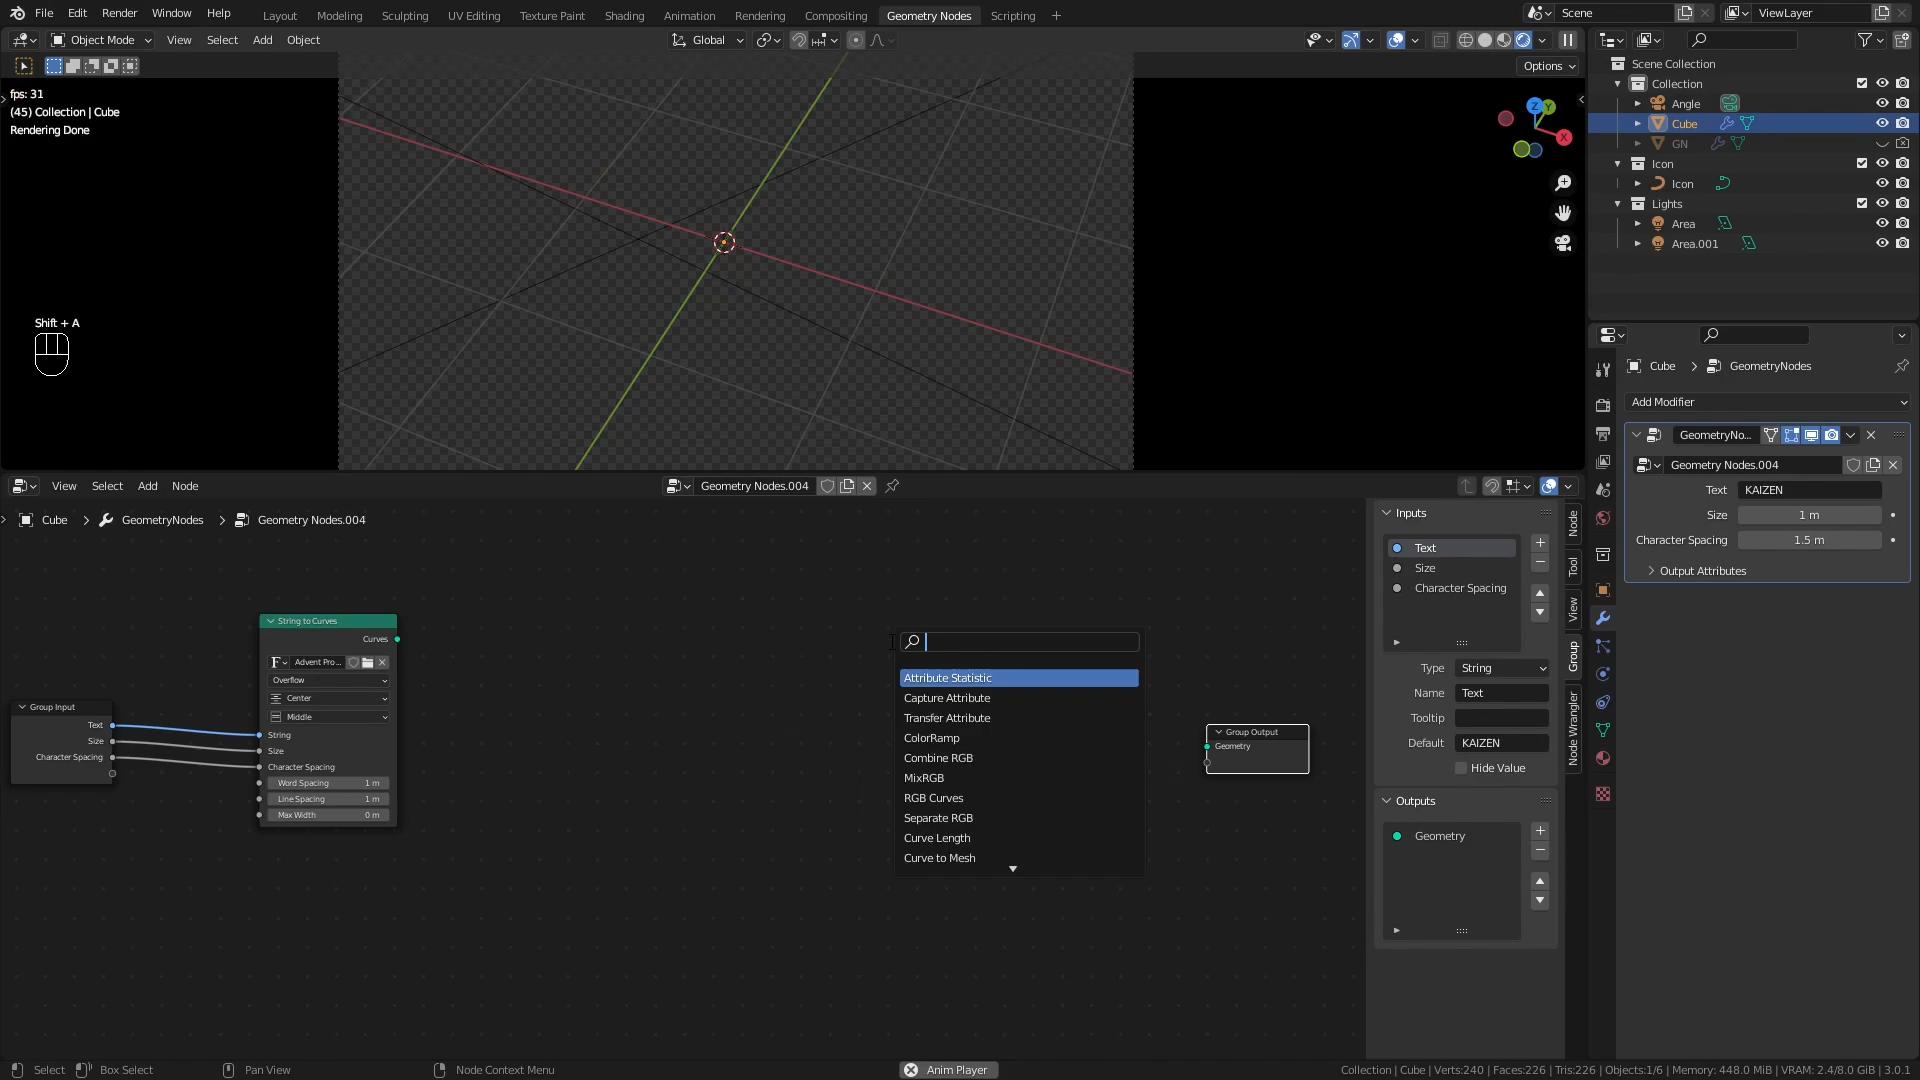 File Edit Render Window Help Layout Modeling Sculpting UV Editing Texture Paint Shading Animation Rendering Compositing Geometry Nodes Scripting + Scene ViewLayer
Object Mode View Select Add Object Global
Options
fps: 31
(45) Collection | Cube
Rendering Done
Z
Y
X
Shift + A
Scene Collection
Collection
Angle
Cube
GN
Icon
Icon
Lights
Area
Area.001
Cube > GeometryNodes
Add Modifier
GeometryNo...
Geometry Nodes.004
Text KAIZEN
Size 1 m
Character Spacing 1.5 m
Output Attributes
View Select Add Node Geometry Nodes.004
Cube > GeometryNodes > Geometry Nodes.004
Group Input
Text
Size
Character Spacing
String to Curves
Curves
F Advent Pro...
Overflow
Center
Middle
String
Size
Character Spacing
Word Spacing 1 m
Line Spacing 1 m
Max Width 0 m
Attribute Statistic
Capture Attribute
Transfer Attribute
ColorRamp
Combine RGB
MixRGB
RGB Curves
Separate RGB
Curve Length
Curve to Mesh
Group Output
Geometry
Inputs
Text
Size
Character Spacing
Type String
Name Text
Tooltip
Default KAIZEN
Hide Value
Outputs
Geometry
Node
Tool
View
Group
Node Wrangler
Select Box Select Pan View Node Context Menu Anim Player Collection | Cube | Verts:240 | Faces:226 | Tris:226 | Objects:1/6 | Memory: 448.0 MiB | VRAM: 2.4/8.0 GiB | 3.0.1